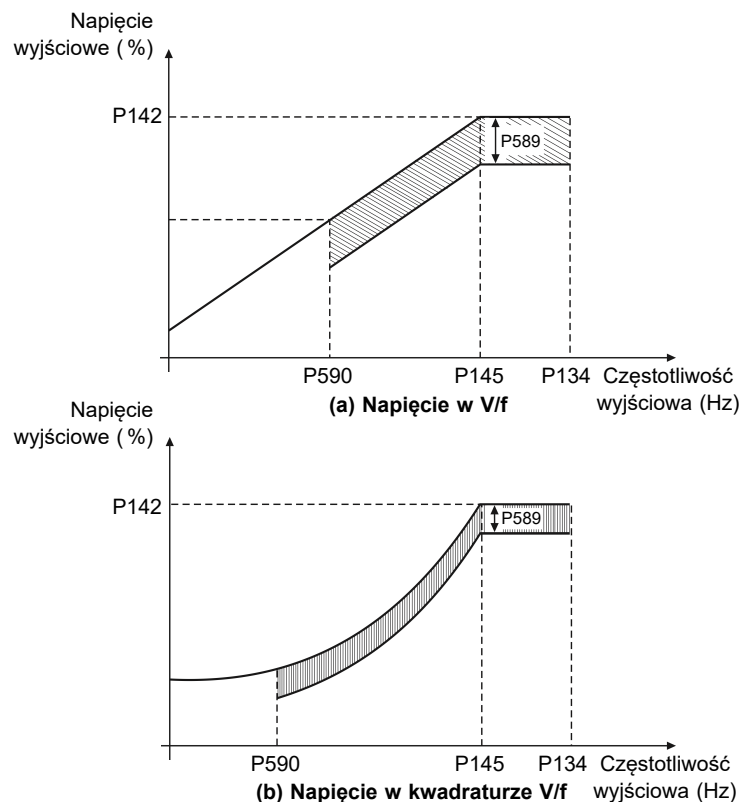 Napięcie
wyjściowe (%)
P142
P589
P590
P145
P134
Częstotliwość
wyjściowa (Hz)
(a) Napięcie w V/f
Napięcie
wyjściowe (%)
P142
P589
P590
P145
P134
Częstotliwość
wyjściowa (Hz)
(b) Napięcie w kwadraturze V/f